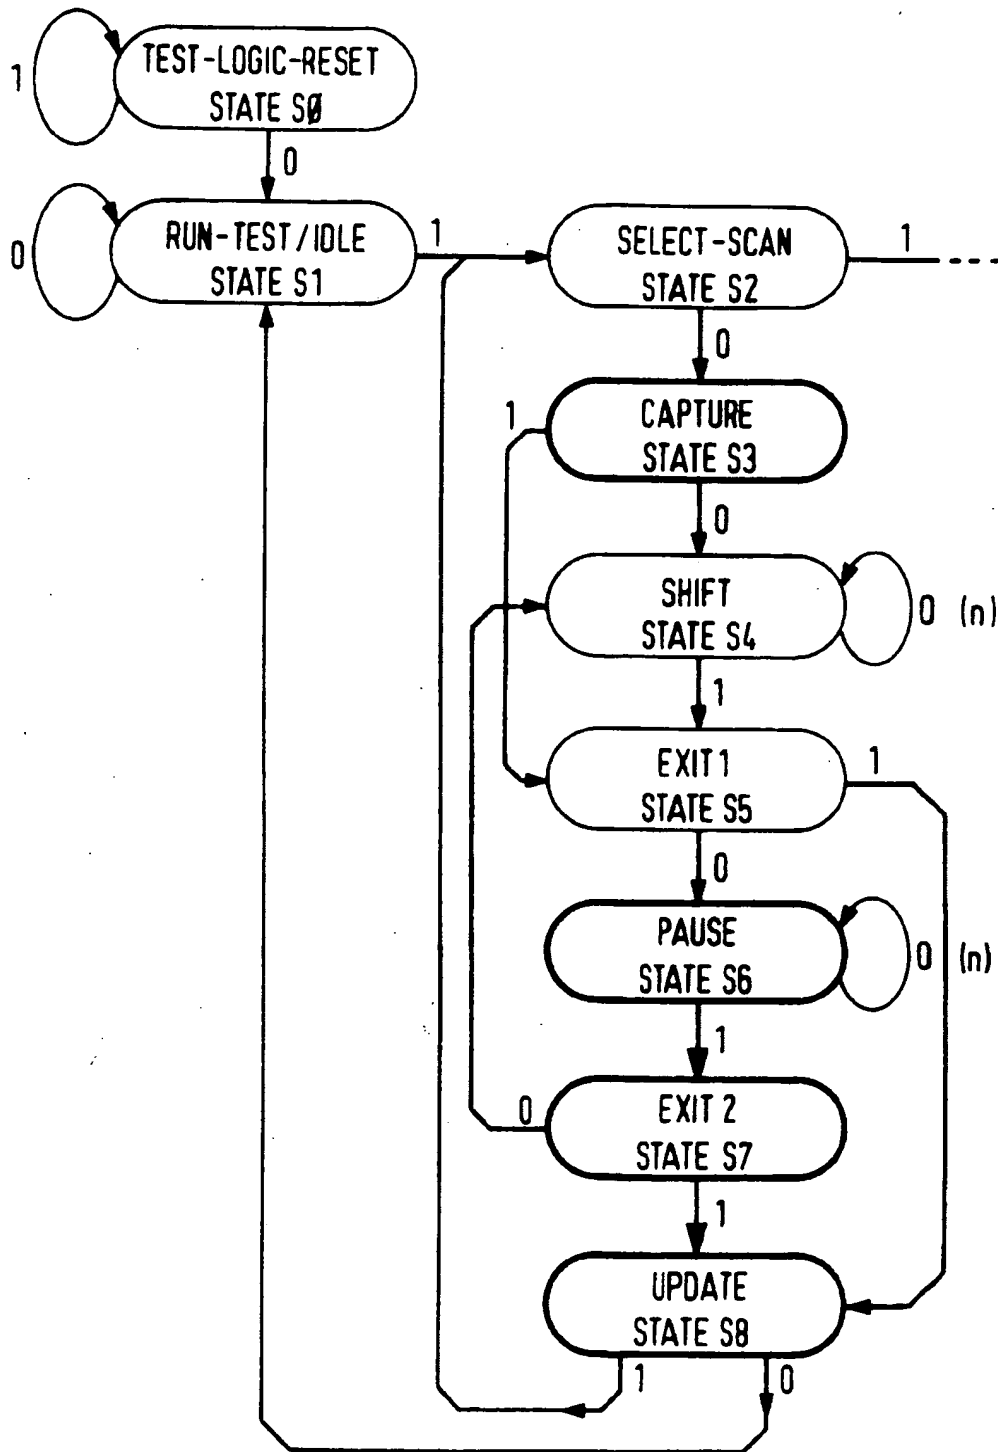 TEST-LOGIC-RESET
STATE SØ
1
0
RUN-TEST/IDLE
STATE S1
0
1
SELECT-SCAN
STATE S2
1
0
CAPTURE
STATE S3
1
0
SHIFT
STATE S4
0 (n)
1
EXIT 1
STATE S5
1
0
PAUSE
STATE S6
0 (n)
1
EXIT 2
STATE S7
0
1
UPDATE
STATE S8
1
0